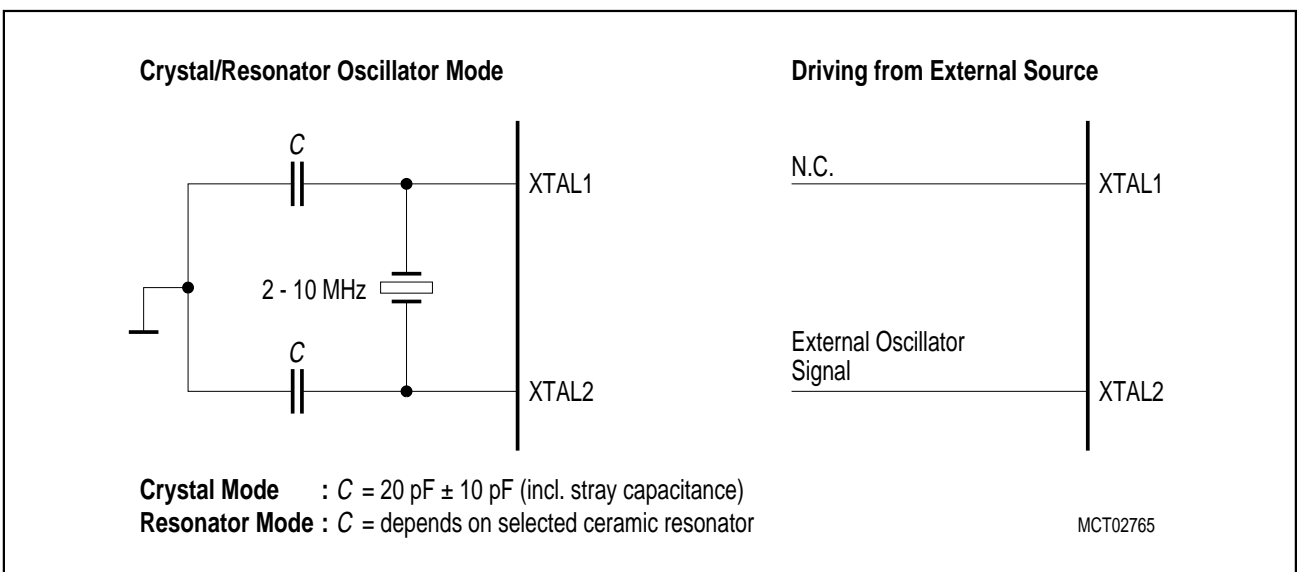 Crystal/Resonator Oscillator Mode
C
XTAL1
2 - 10 MHz
C
XTAL2
Crystal Mode : C = 20 pF ± 10 pF (incl. stray capacitance)
Resonator Mode : C = depends on selected ceramic resonator
Driving from External Source
N.C.
XTAL1
External Oscillator
Signal
XTAL2
MCT02765